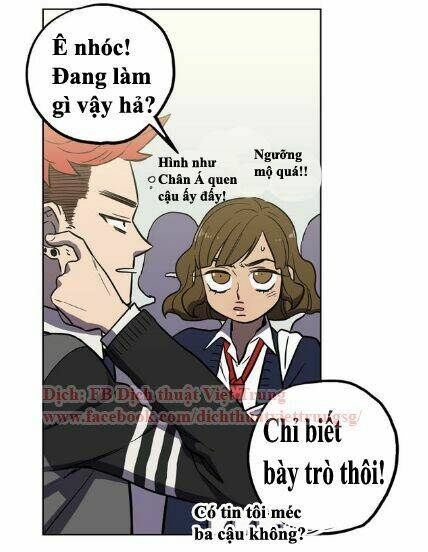 Ê nhóc!
Đang làm
gì vậy hả?
Hình như
Chân Á quen
cậu ấy đấy!
Ngưỡng
mộ quá!!
Dịch: FB Dịch thuật Việt Trung
www.facebook.com/dichthuatviettrungsg/
Chỉ biết
bày trò thôi!
Có tin tôi méc
ba cậu không?